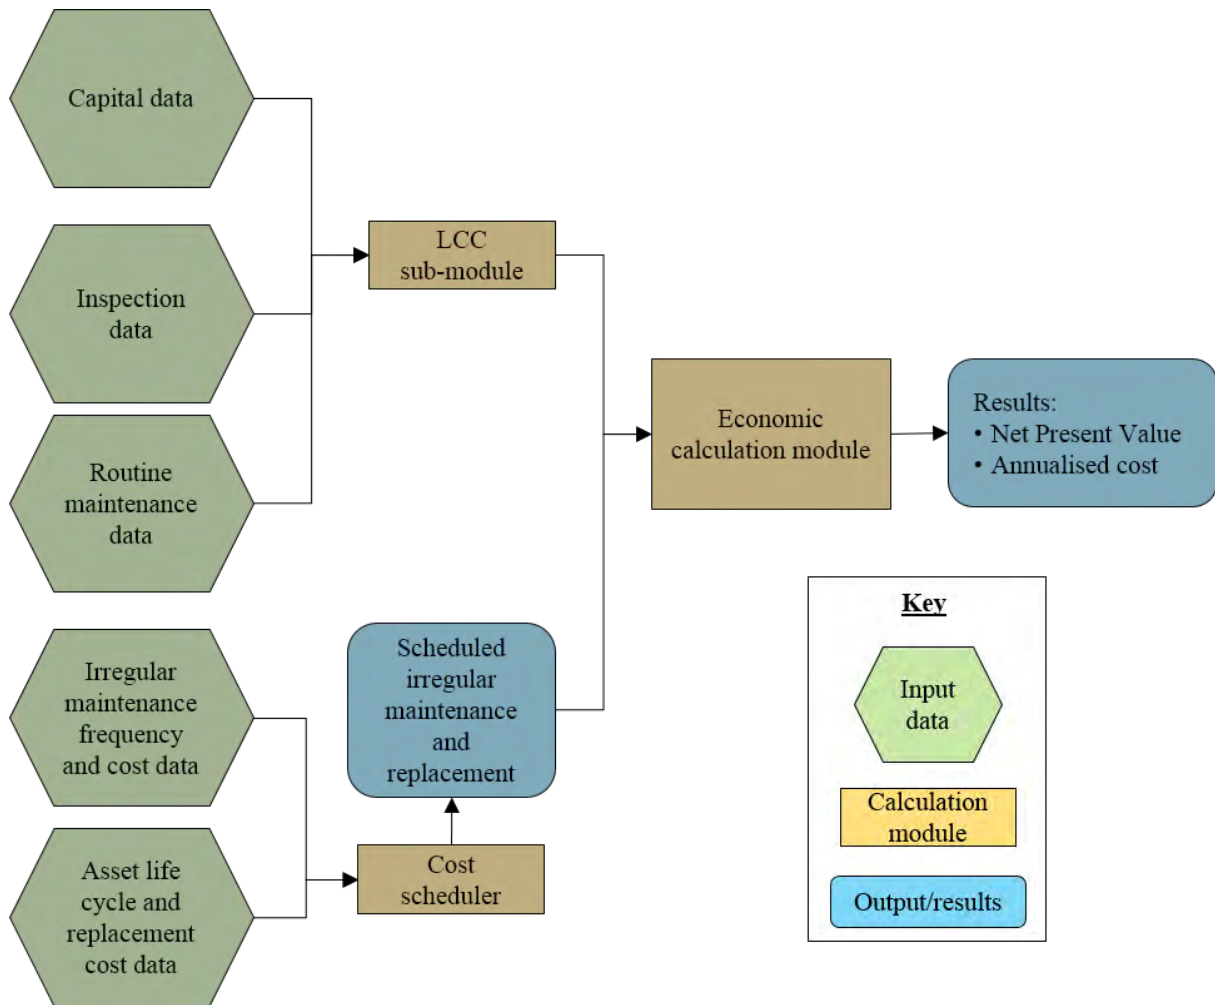 Capital data
Inspection
data
Routine
maintenance
data
Irregular
maintenance
frequency
and cost data
Asset life
cycle and
replacement
cost data
LCC
sub-module
Scheduled
irregular
maintenance
and
replacement
Cost
scheduler
Economic
calculation module
Results:
• Net Present Value
• Annualised cost
Key
Input
data
Calculation
module
Output/results